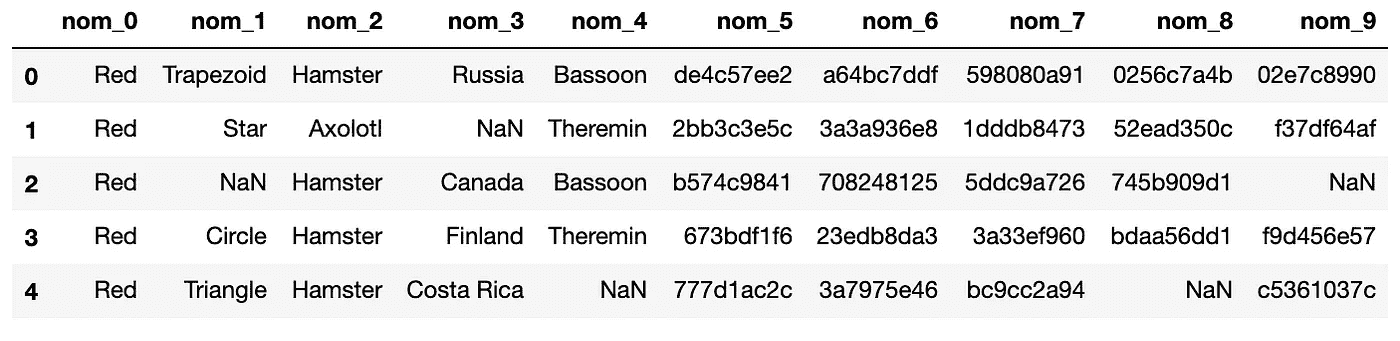 nom_0 nom_1 nom_2 nom_3 nom_4 nom_5 nom_6 nom_7 nom_8 nom_9
0 Red Trapezoid Hamster Russia Bassoon de4c57ee2 a64bc7ddf 598080a91 0256c7a4b 02e7c8990
1 Red Star Axolotl NaN Theremin 2bb3c3e5c 3a3a936e8 1dddb8473 52ead350c f37df64af
2 Red NaN Hamster Canada Bassoon b574c9841 708248125 5ddc9a726 745b909d1 NaN
3 Red Circle Hamster Finland Theremin 673bdf1f6 23edb8da3 3a33ef960 bdaa56dd1 f9d456e57
4 Red Triangle Hamster Costa Rica NaN 777d1ac2c 3a7975e46 bc9cc2a94 NaN c5361037c